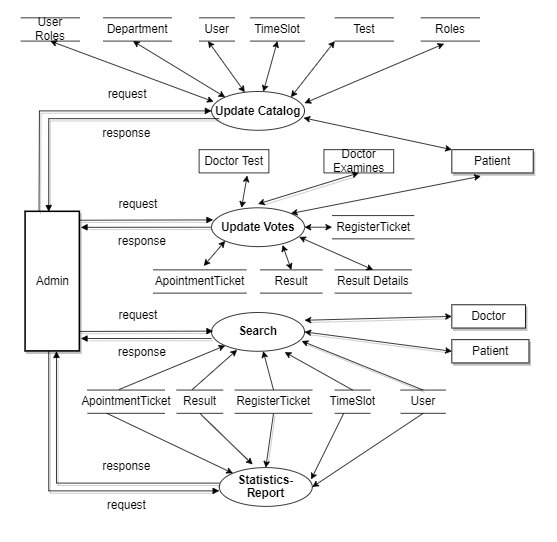 User
Roles
Department
User
TimeSlot
Test
Roles
request
Update Catalog
response
Doctor Test
Doctor
Examines
Patient
request
Update Votes
RegisterTicket
response
Admin
ApointmentTicket
Result
Result Details
request
Search
Doctor
response
Patient
ApointmentTicket
Result
RegisterTicket
TimeSlot
User
response
Statistics-
Report
request